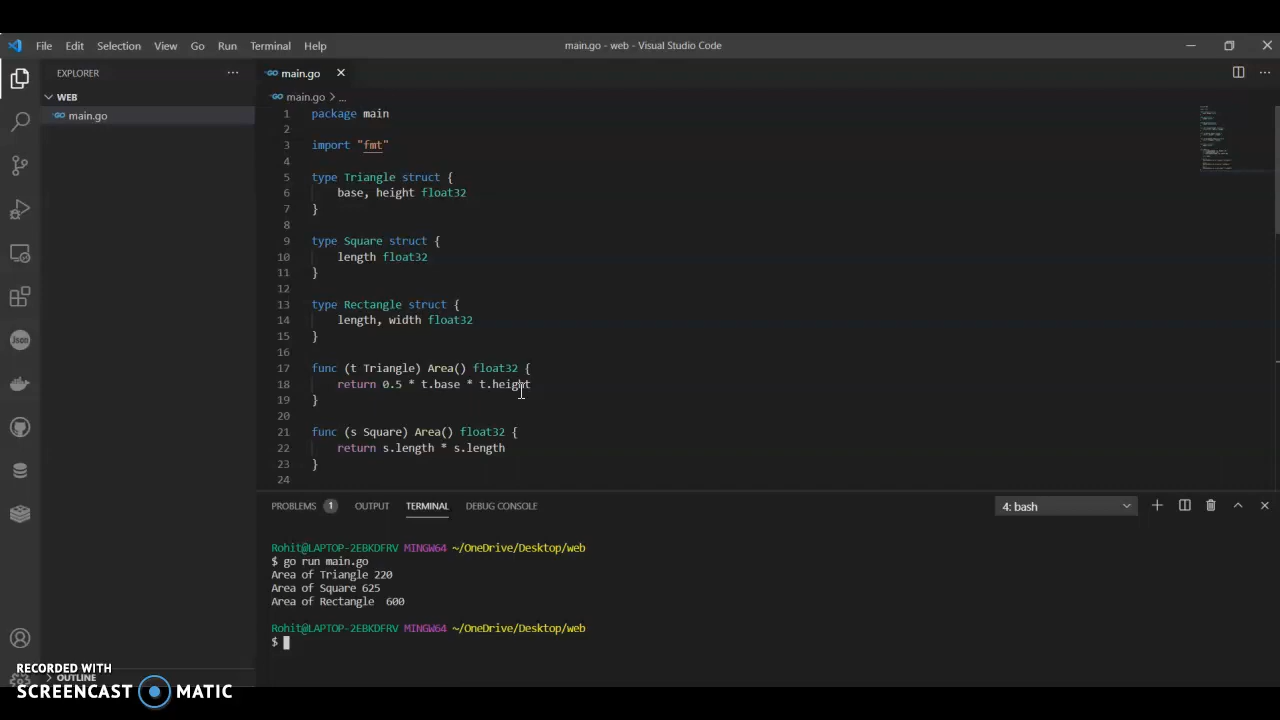 File Edit Selection View Go Run Terminal Help
main.go - web - Visual Studio Code
EXPLORER
WEB
main.go
main.go
main.go > ...
1 package main
2
3 import "fmt"
4
5 type Triangle struct {
6 base, height float32
7 }
8
9 type Square struct {
10 length float32
11 }
12
13 type Rectangle struct {
14 length, width float32
15 }
16
17 func (t Triangle) Area() float32 {
18 return 0.5 * t.base * t.height
19 }
20
21 func (s Square) Area() float32 {
22 return s.length * s.length
23 }
24
PROBLEMS 1 OUTPUT TERMINAL DEBUG CONSOLE
4: bash
Rohit@LAPTOP-2EBKDFRV MINGW64 ~/OneDrive/Desktop/web
$ go run main.go
Area of Triangle 220
Area of Square 625
Area of Rectangle  600
Rohit@LAPTOP-2EBKDFRV MINGW64 ~/OneDrive/Desktop/web
$
Json
OUTLINE
RECORDED WITH
SCREENCAST MATIC